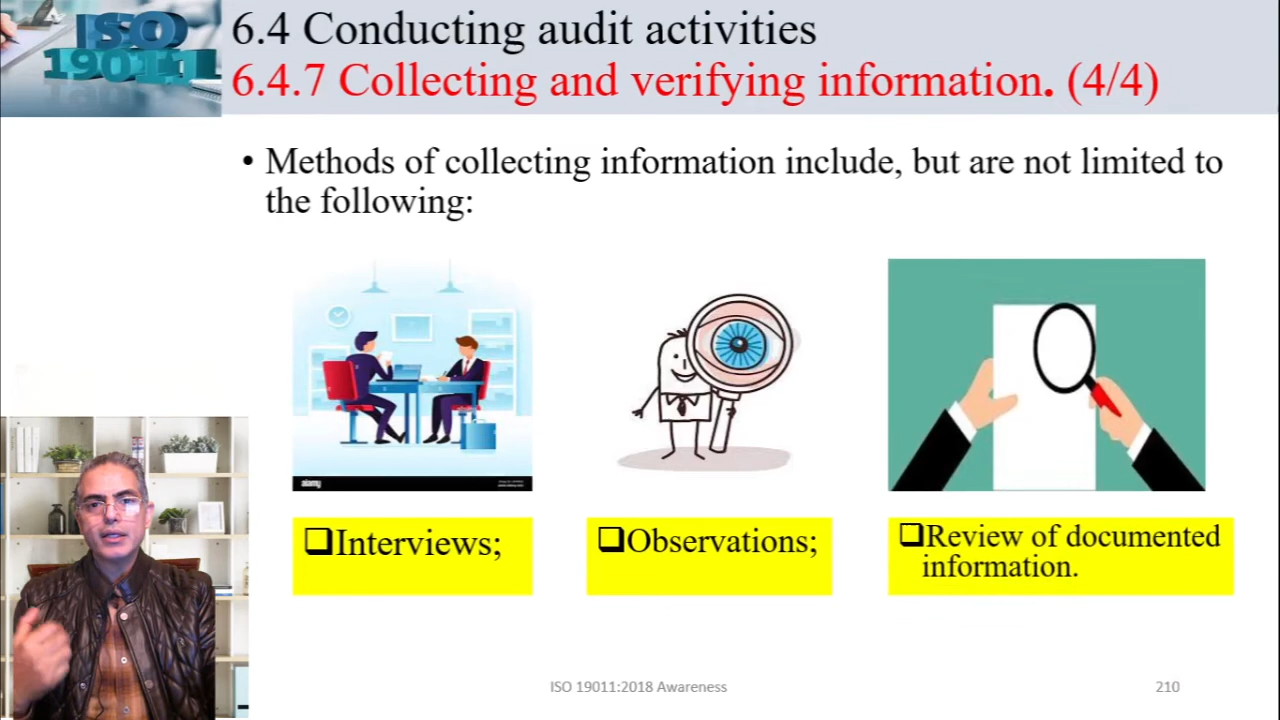 ISO
19011
6.4 Conducting audit activities
6.4.7 Collecting and verifying information. (4/4)
• Methods of collecting information include, but are not limited to
the following:
alamy
❑Interviews;
❑Observations;
❑Review of documented
information.
ISO 19011:2018 Awareness
210